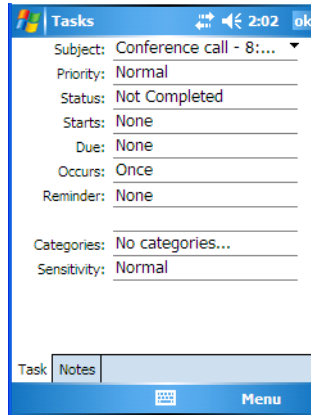 Tasks 2:02 ok
Subject: Conference call - 8:...
Priority: Normal
Status: Not Completed
Starts: None
Due: None
Occurs: Once
Reminder: None
Categories: No categories...
Sensitivity: Normal
Task Notes
Menu